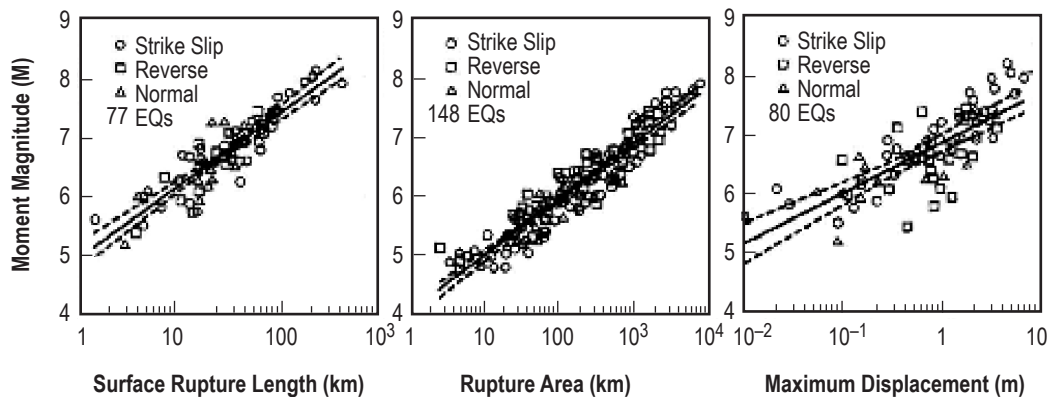 Moment Magnitude (M)
9
8
7
6
5
4
Strike Slip
Reverse
Normal
77 EQs
1
10
100
10³
Surface Rupture Length (km)
9
8
7
6
5
4
Strike Slip
Reverse
Normal
148 EQs
1
10
100
10³
10⁴
Rupture Area (km)
9
8
7
6
5
4
Strike Slip
Reverse
Normal
80 EQs
10⁻²
10⁻¹
1
10
Maximum Displacement (m)